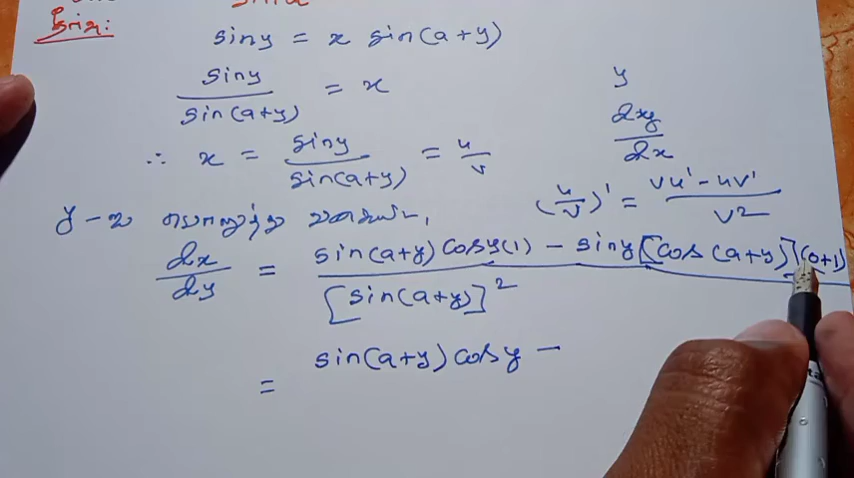 sin a
தீர்வு:
sin y = x sin(a+y)
sin y / sin(a+y) = x
∴ x = sin y / sin(a+y) = u/v
y
dy/dx
(u/v)' = (vu' - uv') / v²
y-ஐ பொறுத்து வகையிட,
dx/dy = (sin(a+y) cos y(1) - sin y[cos(a+y)](0+1)) / [sin(a+y)]²
= sin(a+y) cos y -